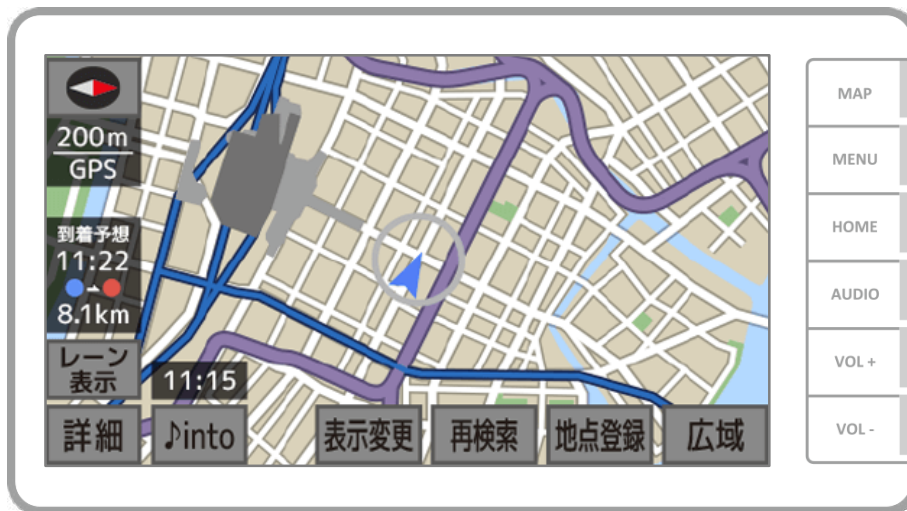 200m
GPS
到着予想
11:22
8.1km
レーン
表示
11:15
詳細
♪into
表示変更
再検索
地点登録
広域
MAP
MENU
HOME
AUDIO
VOL +
VOL -